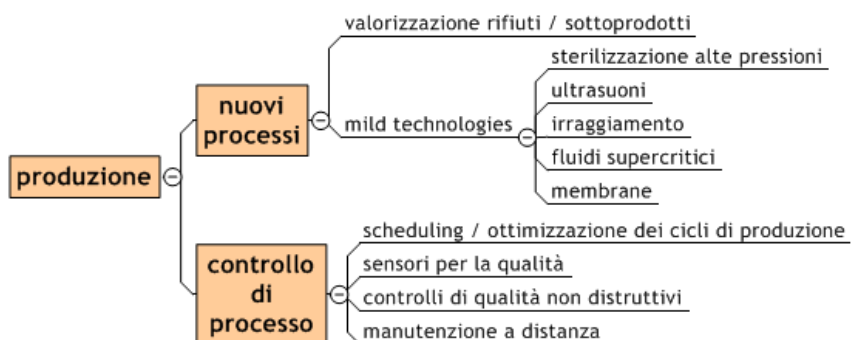 valorizzazione rifiuti / sottoprodotti
sterilizzazione alte pressioni
nuovi
processi
ultrasuoni
mild technologies
irraggiamento
fluidi supercritici
membrane
produzione
scheduling / ottimizzazione dei cicli di produzione
controllo
di
processo
sensori per la qualità
controlli di qualità non distruttivi
manutenzione a distanza